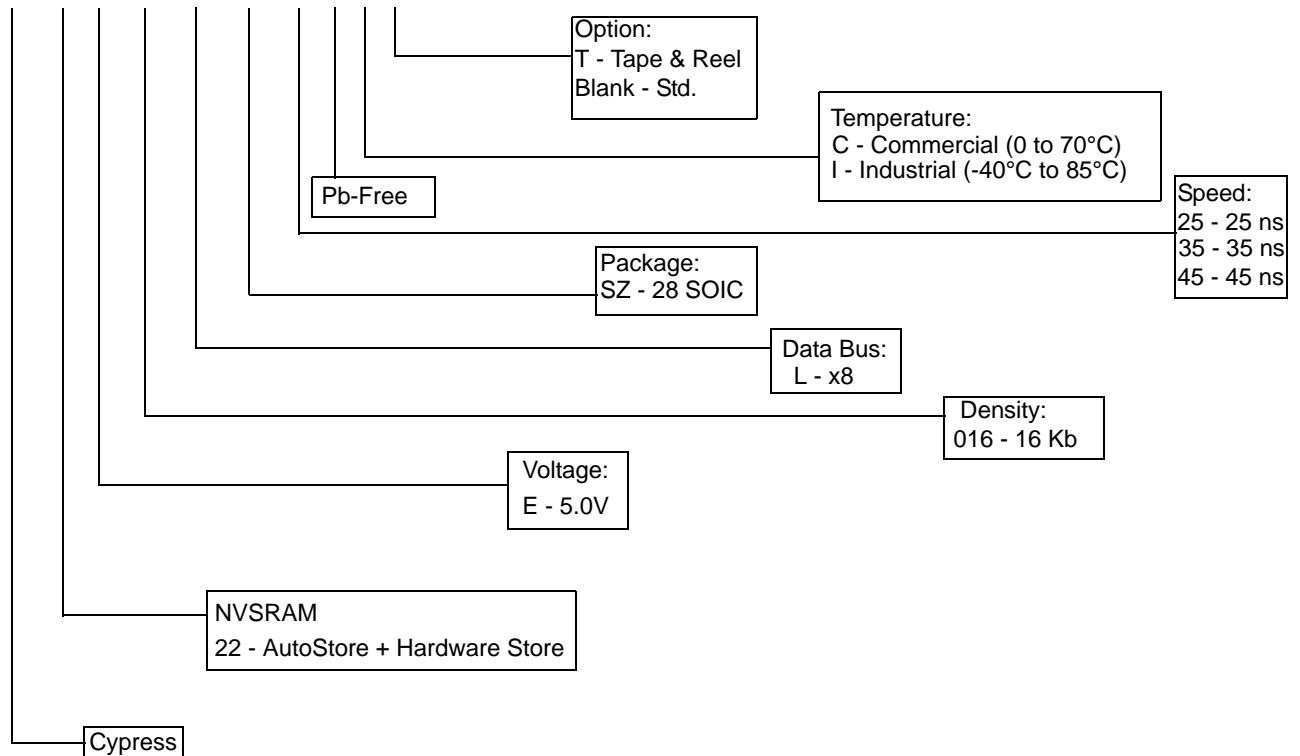 Option:
T - Tape & Reel
Blank - Std.
Temperature:
C - Commercial (0 to 70°C)
I - Industrial (-40°C to 85°C)
Pb-Free
Speed:
25 - 25 ns
35 - 35 ns
45 - 45 ns
Package:
SZ - 28 SOIC
Data Bus:
L - x8
Density:
016 - 16 Kb
Voltage:
E - 5.0V
NVSRAM
22 - AutoStore + Hardware Store
Cypress